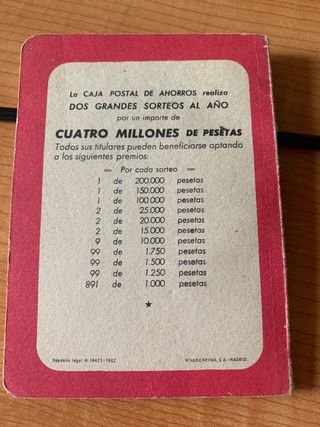 La CAJA POSTAL DE AHORROS realiza
DOS GRANDES SORTEOS AL AÑO
por un importe de
CUATRO MILLONES DE PESETAS
Todos sus titulares pueden beneficiarse optando
a los siguientes premios:
— Por cada sorteo —
1 de 200.000 pesetas
1 de 150.000 pesetas
1 de 100.000 pesetas
2 de 25.000 pesetas
2 de 20.000 pesetas
2 de 15.000 pesetas
9 de 10.000 pesetas
99 de 1.750 pesetas
99 de 1.500 pesetas
99 de 1.250 pesetas
891 de 1.000 pesetas
Depósito legal M. 14423-1962
RIVADENEYRA, S. A.-MADRID